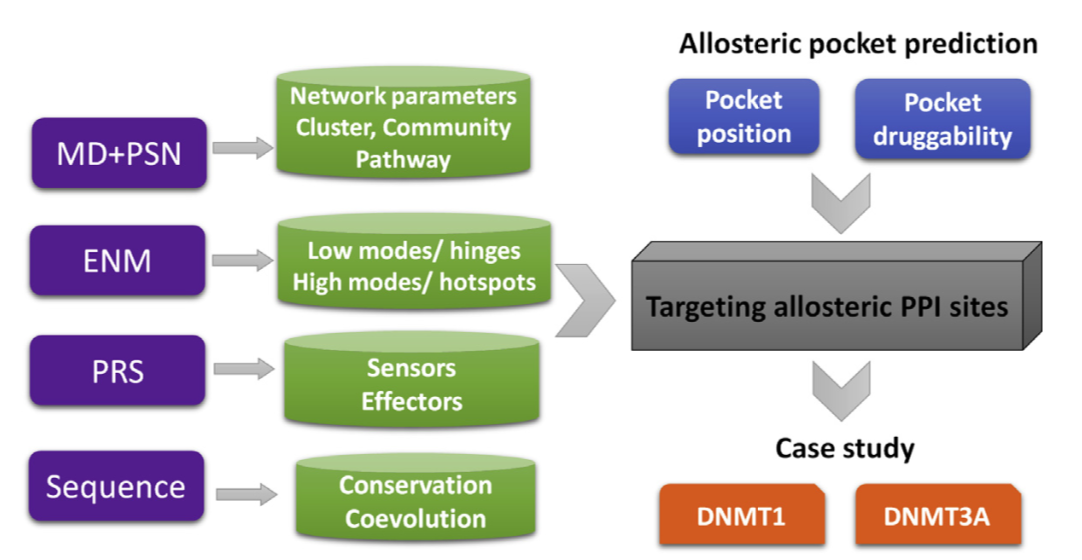 MD+PSN
Network parameters
Cluster, Community
Pathway
ENM
Low modes/ hinges
High modes/ hotspots
PRS
Sensors
Effectors
Sequence
Conservation
Coevolution
Allosteric pocket prediction
Pocket
position
Pocket
druggability
Targeting allosteric PPI sites
Case study
DNMT1
DNMT3A